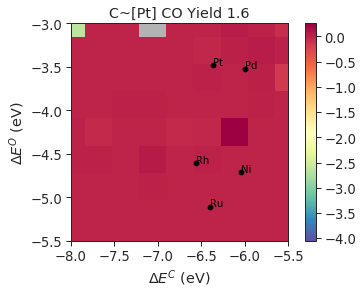 C~[Pt] CO Yield 1.6
−3.0
−3.5
−4.0
−4.5
−5.0
−5.5
ΔE^O (eV)
Pt
Pd
Rh
Ni
Ru
−8.0 −7.5 −7.0 −6.5 −6.0 −5.5
ΔE^C (eV)
0.0
−0.5
−1.0
−1.5
−2.0
−2.5
−3.0
−3.5
−4.0